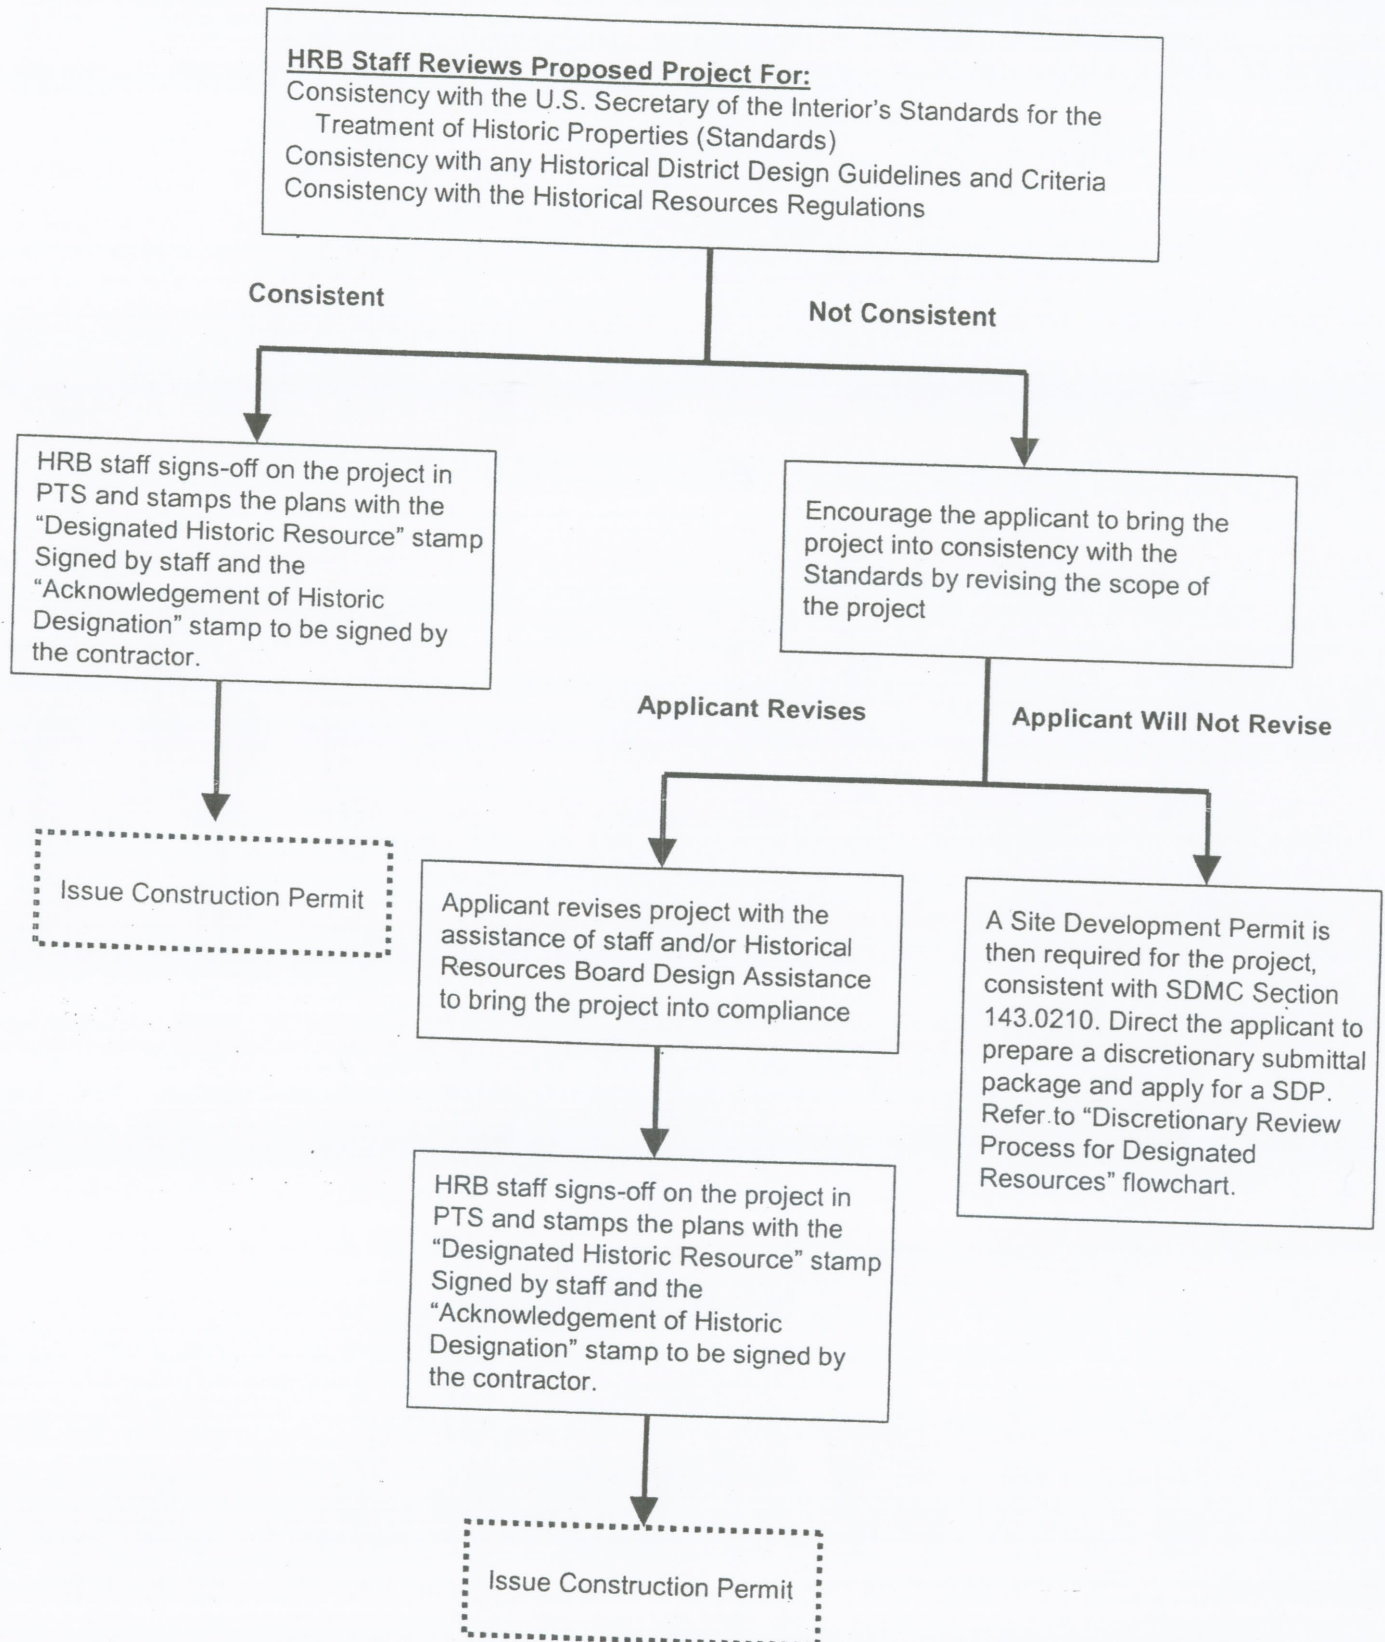 HRB Staff Reviews Proposed Project For:
Consistency with the U.S. Secretary of the Interior's Standards for the
Treatment of Historic Properties (Standards)
Consistency with any Historical District Design Guidelines and Criteria
Consistency with the Historical Resources Regulations
Consistent
Not Consistent
HRB staff signs-off on the project in
PTS and stamps the plans with the
“Designated Historic Resource” stamp
Signed by staff and the
“Acknowledgement of Historic
Designation” stamp to be signed by
the contractor.
Encourage the applicant to bring the
project into consistency with the
Standards by revising the scope of
the project
Applicant Revises
Applicant Will Not Revise
Issue Construction Permit
Applicant revises project with the
assistance of staff and/or Historical
Resources Board Design Assistance
to bring the project into compliance
A Site Development Permit is
then required for the project,
consistent with SDMC Section
143.0210. Direct the applicant to
prepare a discretionary submittal
package and apply for a SDP.
Refer to “Discretionary Review
Process for Designated
Resources” flowchart.
HRB staff signs-off on the project in
PTS and stamps the plans with the
“Designated Historic Resource” stamp
Signed by staff and the
“Acknowledgement of Historic
Designation” stamp to be signed by
the contractor.
Issue Construction Permit